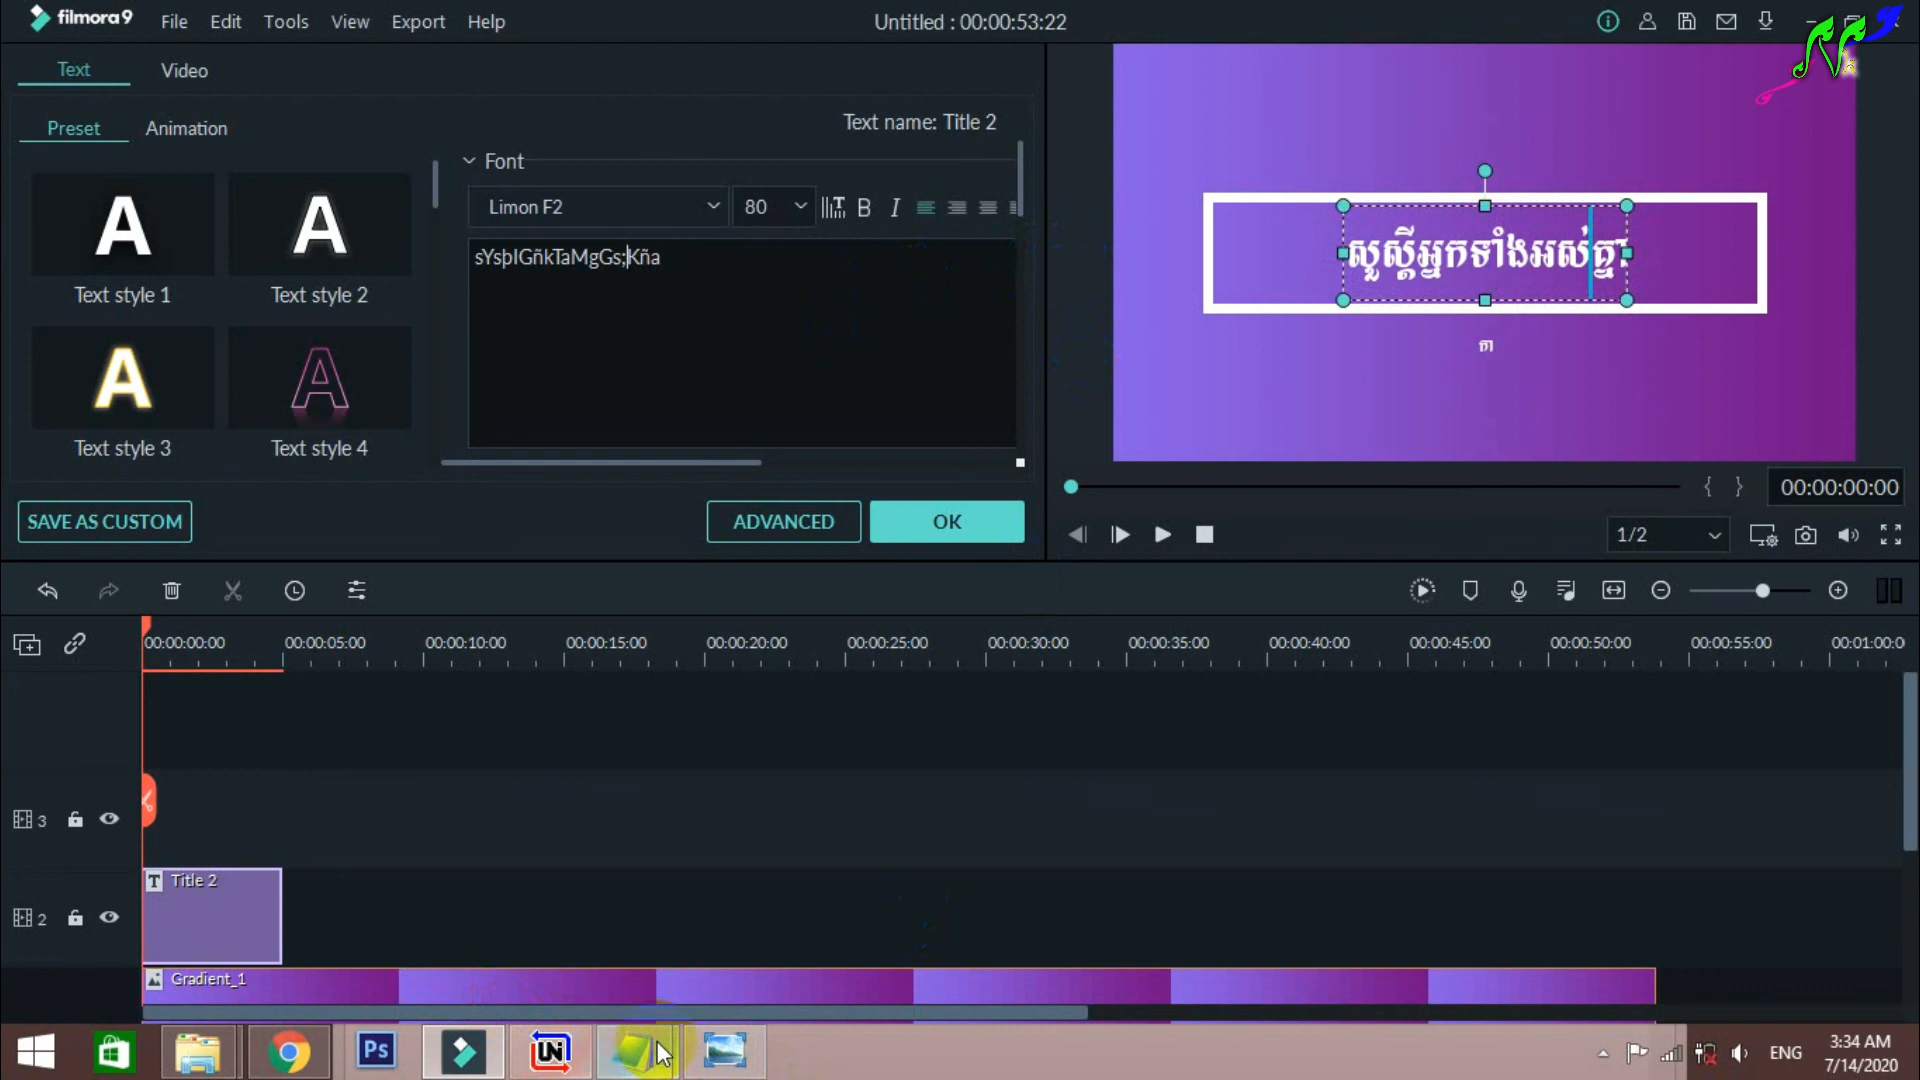 filmora9 File Edit Tools View Export Help Untitled : 00:00:53:22
Text Video
Preset Animation Text name: Title 2
Font
Limon F2 80 B I
sYsþIGñkTaMgGs;Kña
A A
Text style 1 Text style 2
A A
Text style 3 Text style 4
SAVE AS CUSTOM ADVANCED OK
សួស្តីអ្នកទាំងអស់គ្នា
តា
{ } 00:00:00:00
1/2
00:00:00:00 00:00:05:00 00:00:10:00 00:00:15:00 00:00:20:00 00:00:25:00 00:00:30:00 00:00:35:00 00:00:40:00 00:00:45:00 00:00:50:00 00:00:55:00 00:01:00:0
3
T Title 2
2
Gradient_1
Ps UN ENG 3:34 AM
7/14/2020